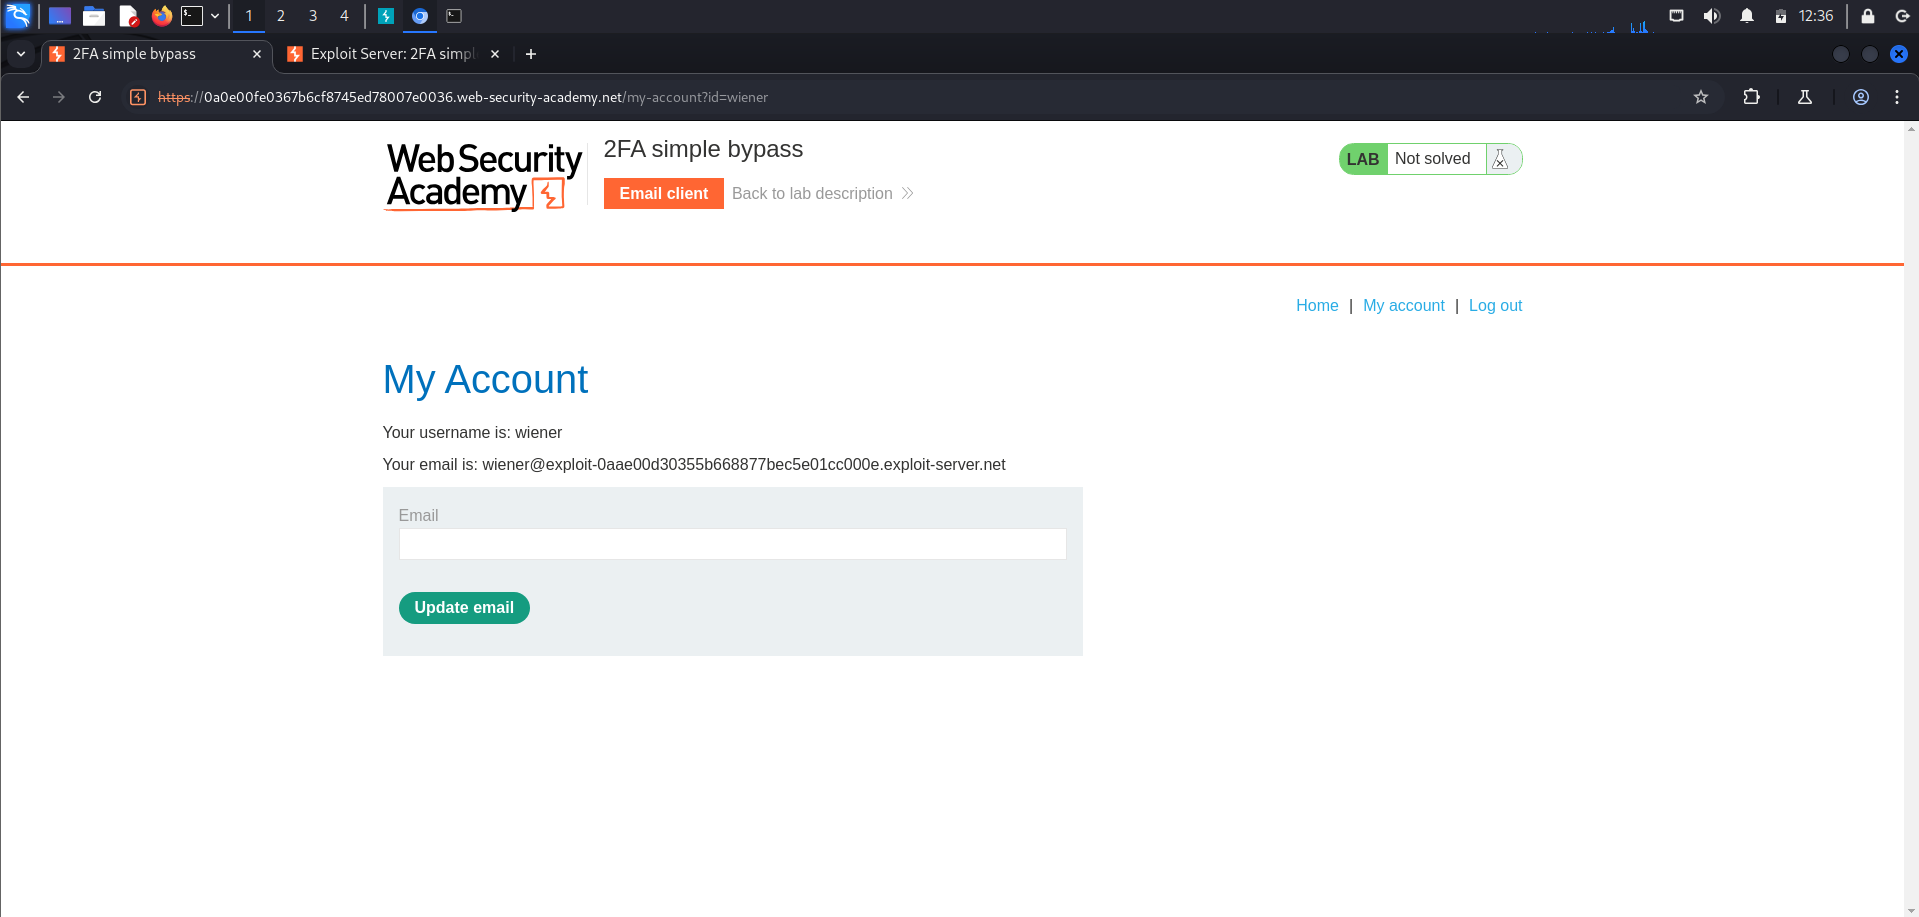 1 2 3 4 12:36
2FA simple bypass Exploit Server: 2FA simpl
https://0a0e00fe0367b6cf8745ed78007e0036.web-security-academy.net/my-account?id=wiener
Web Security
Academy
2FA simple bypass
Email client Back to lab description
LAB Not solved
Home | My account | Log out
My Account
Your username is: wiener
Your email is: wiener@exploit-0aae00d30355b668877bec5e01cc000e.exploit-server.net
Email
Update email